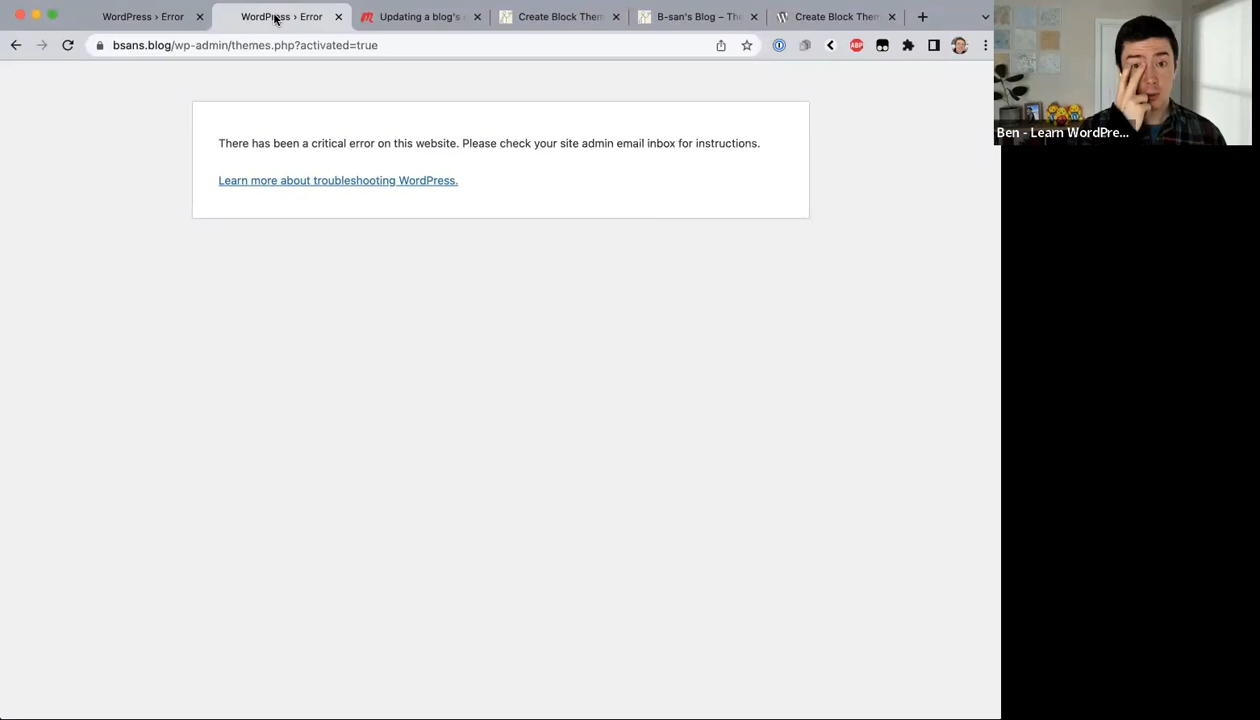 WordPress › Error
WordPress › Error
Updating a blog's
Create Block Them
B-san's Blog – The
Create Block Them
bsans.blog/wp-admin/themes.php?activated=true
ABP
There has been a critical error on this website. Please check your site admin email inbox for instructions.
Learn more about troubleshooting WordPress.
Ben - Learn WordPre...